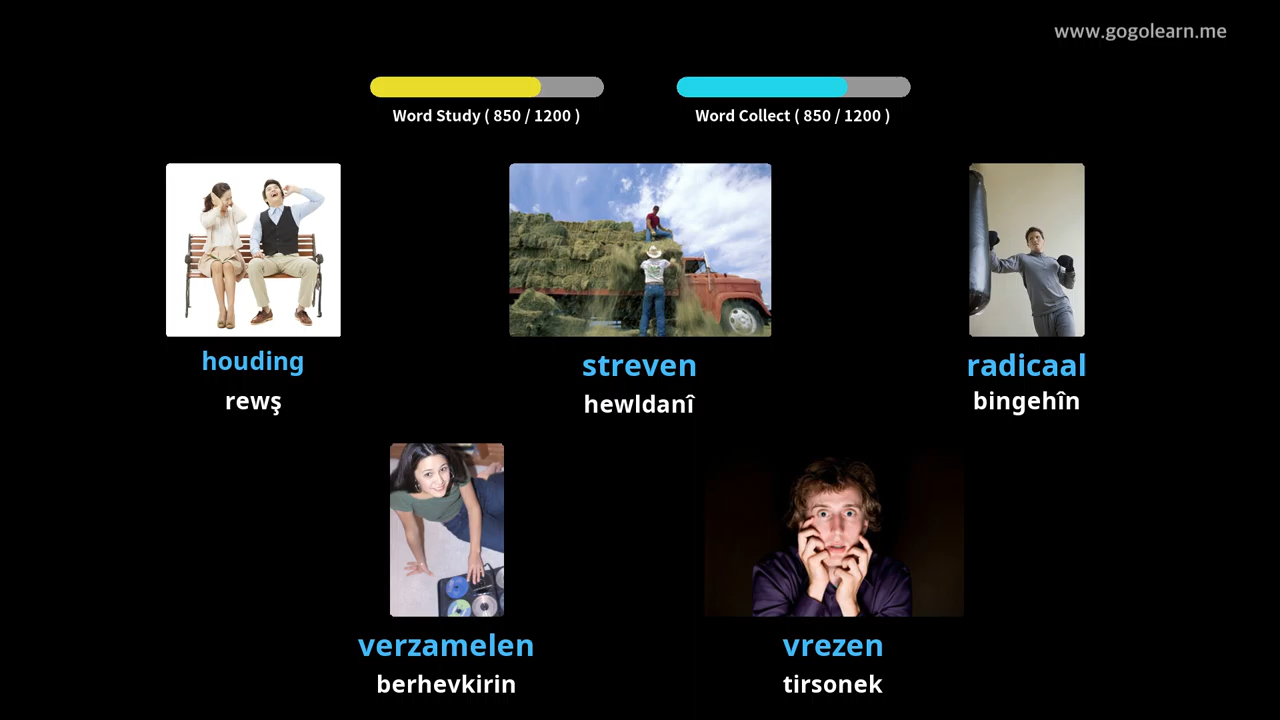 www.gogolearn.me
Word Study ( 850 / 1200 )
Word Collect ( 850 / 1200 )
houding
rewş
streven
hewldanî
radicaal
bingehîn
verzamelen
berhevkirin
vrezen
tirsonek